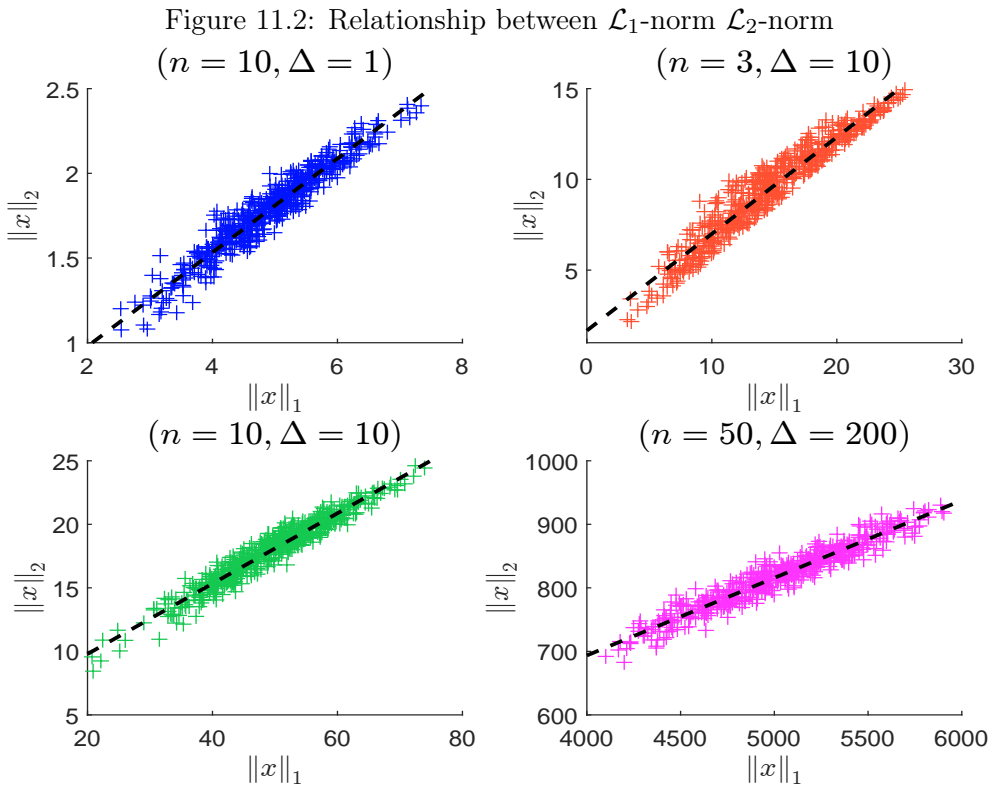 Figure 11.2: Relationship between ℒ₁-norm ℒ₂-norm
(n = 10, Δ = 1)
2.5
2
1.5
1
‖x‖₂
2 4 6 8
‖x‖₁
(n = 3, Δ = 10)
15
10
5
‖x‖₂
0 10 20 30
‖x‖₁
(n = 10, Δ = 10)
25
20
15
10
5
‖x‖₂
20 40 60 80
‖x‖₁
(n = 50, Δ = 200)
1000
900
800
700
600
‖x‖₂
4000 4500 5000 5500 6000
‖x‖₁